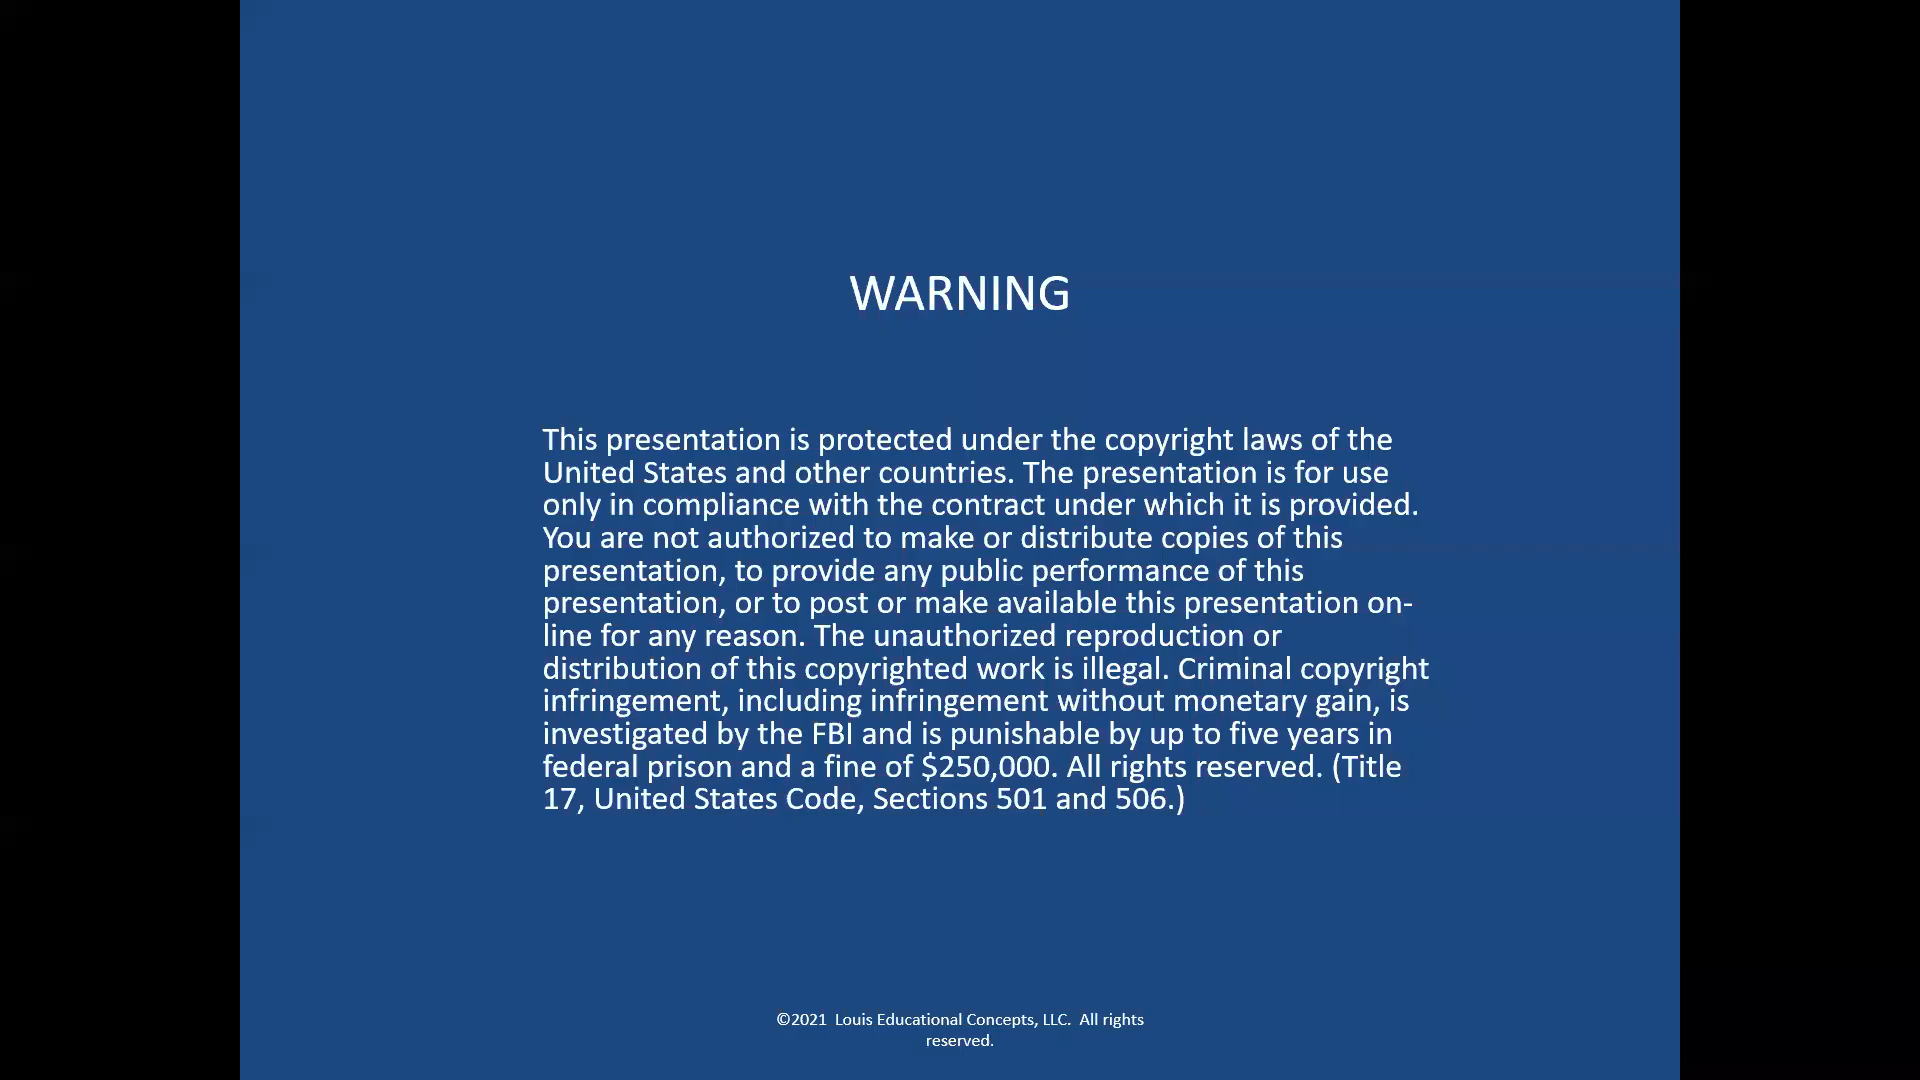 WARNING
This presentation is protected under the copyright laws of the
United States and other countries. The presentation is for use
only in compliance with the contract under which it is provided.
You are not authorized to make or distribute copies of this
presentation, to provide any public performance of this
presentation, or to post or make available this presentation on-
line for any reason. The unauthorized reproduction or
distribution of this copyrighted work is illegal. Criminal copyright
infringement, including infringement without monetary gain, is
investigated by the FBI and is punishable by up to five years in
federal prison and a fine of $250,000. All rights reserved. (Title
17, United States Code, Sections 501 and 506.)
©2021 Louis Educational Concepts, LLC. All rights
reserved.